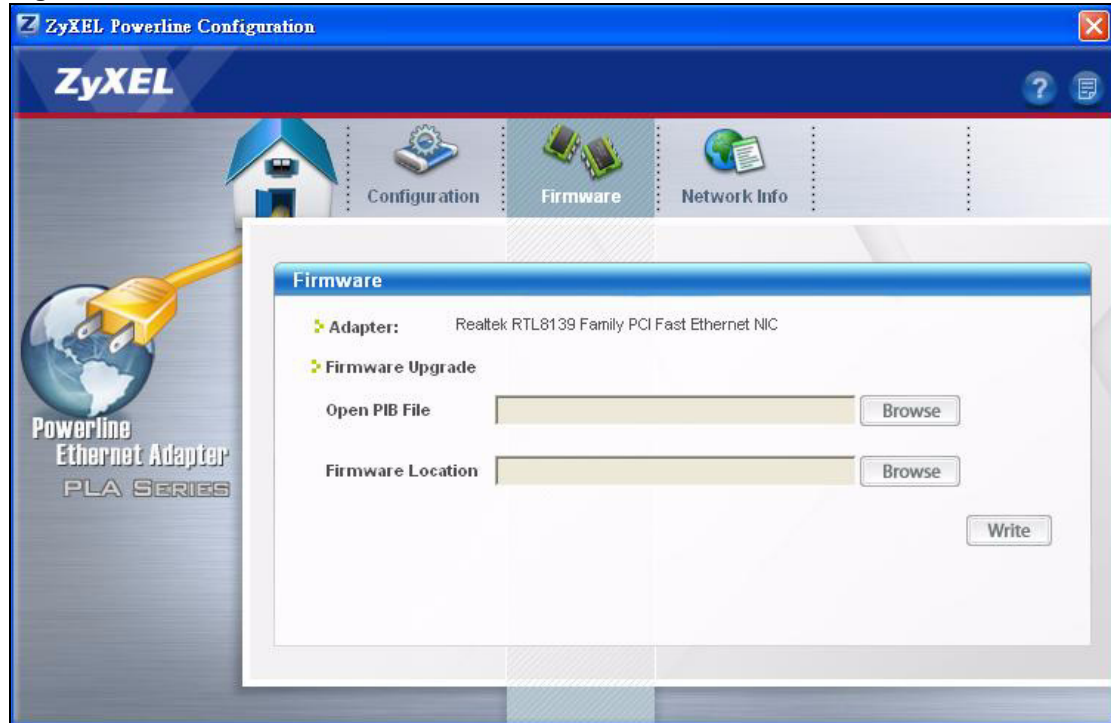 ZyXEL Powerline Configuration
ZyXEL
Configuration
Firmware
Network Info
Firmware
Adapter: Realtek RTL8139 Family PCI Fast Ethernet NIC
Firmware Upgrade
Open PIB File Browse
Firmware Location Browse
Write
Powerline
Ethernet Adapter
PLA SERIES